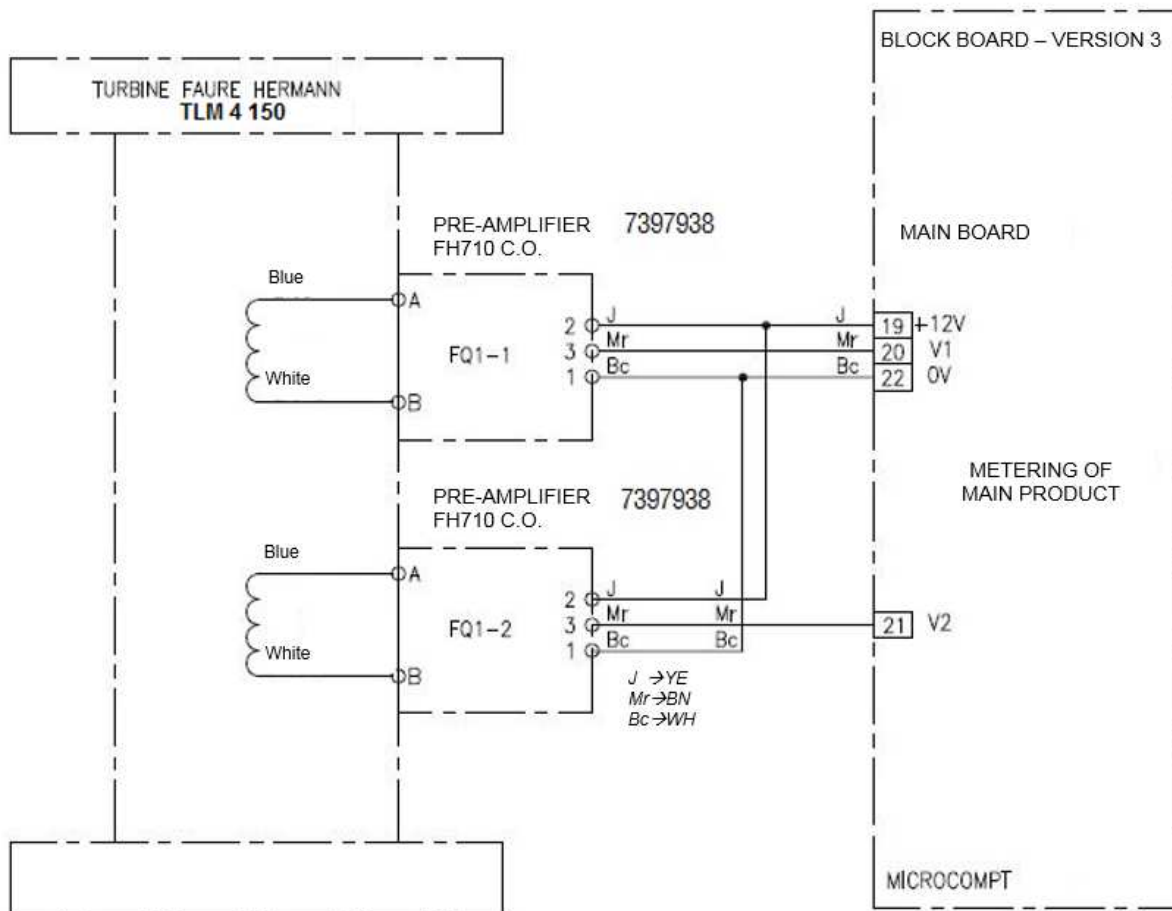 BLOCK BOARD – VERSION 3
TURBINE FAURE HERMANN
TLM 4 150
PRE-AMPLIFIER 7397938
FH710 C.O.
MAIN BOARD
Blue
A
2 J J 19 +12V
FQ1-1
3 Mr Mr 20 V1
White
1 Bc Bc 22 0V
B
METERING OF
MAIN PRODUCT
PRE-AMPLIFIER 7397938
FH710 C.O.
Blue
A
2 J J
FQ1-2
3 Mr Mr 21 V2
White
1 Bc Bc
B
J →YE
Mr→BN
Bc→WH
MICROCOMPT